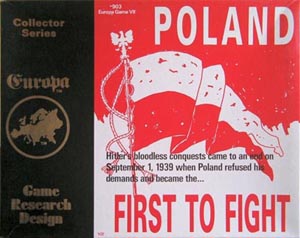 Collector
Series
Europa
Game
Research
Design
#903
Europa Game VII
POLAND
Hitler's bloodless conquests came to an end on
September 1, 1939 when Poland refused his
demands and became the...
FIRST TO FIGHT